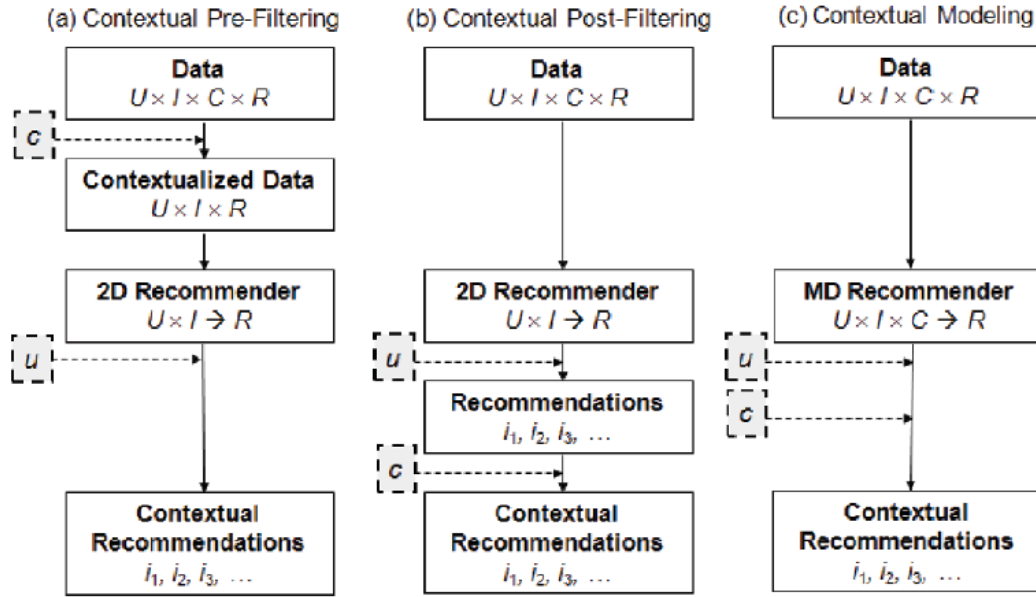 (a) Contextual Pre-Filtering
Data
U × I × C × R
c
Contextualized Data
U × I × R
2D Recommender
U × I → R
u
Contextual
Recommendations
i1, i2, i3, …
(b) Contextual Post-Filtering
Data
U × I × C × R
2D Recommender
U × I → R
u
Recommendations
i1, i2, i3, …
c
Contextual
Recommendations
i1, i2, i3, …
(c) Contextual Modeling
Data
U × I × C × R
MD Recommender
U × I × C → R
u
c
Contextual
Recommendations
i1, i2, i3, …